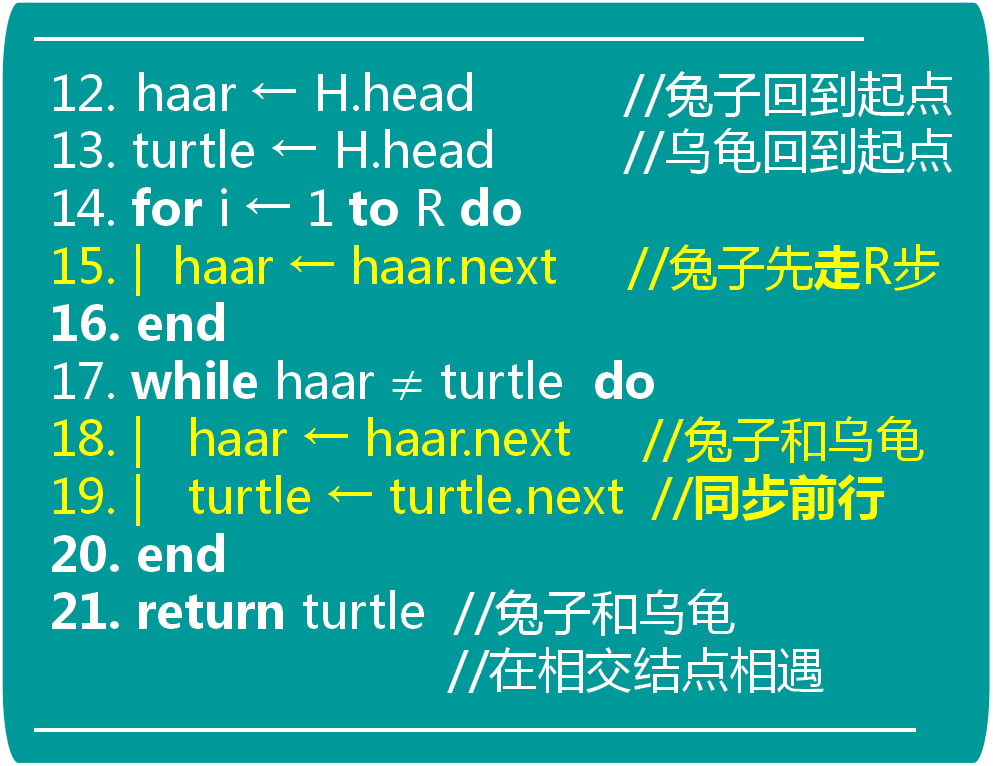 12. haar ← H.head //兔子回到起点
13. turtle ← H.head //乌龟回到起点
14. for i ← 1 to R do
15. | haar ← haar.next //兔子先走R步
16. end
17. while haar ≠ turtle do
18. | haar ← haar.next //兔子和乌龟
19. | turtle ← turtle.next //同步前行
20. end
21. return turtle //兔子和乌龟
//在相交结点相遇